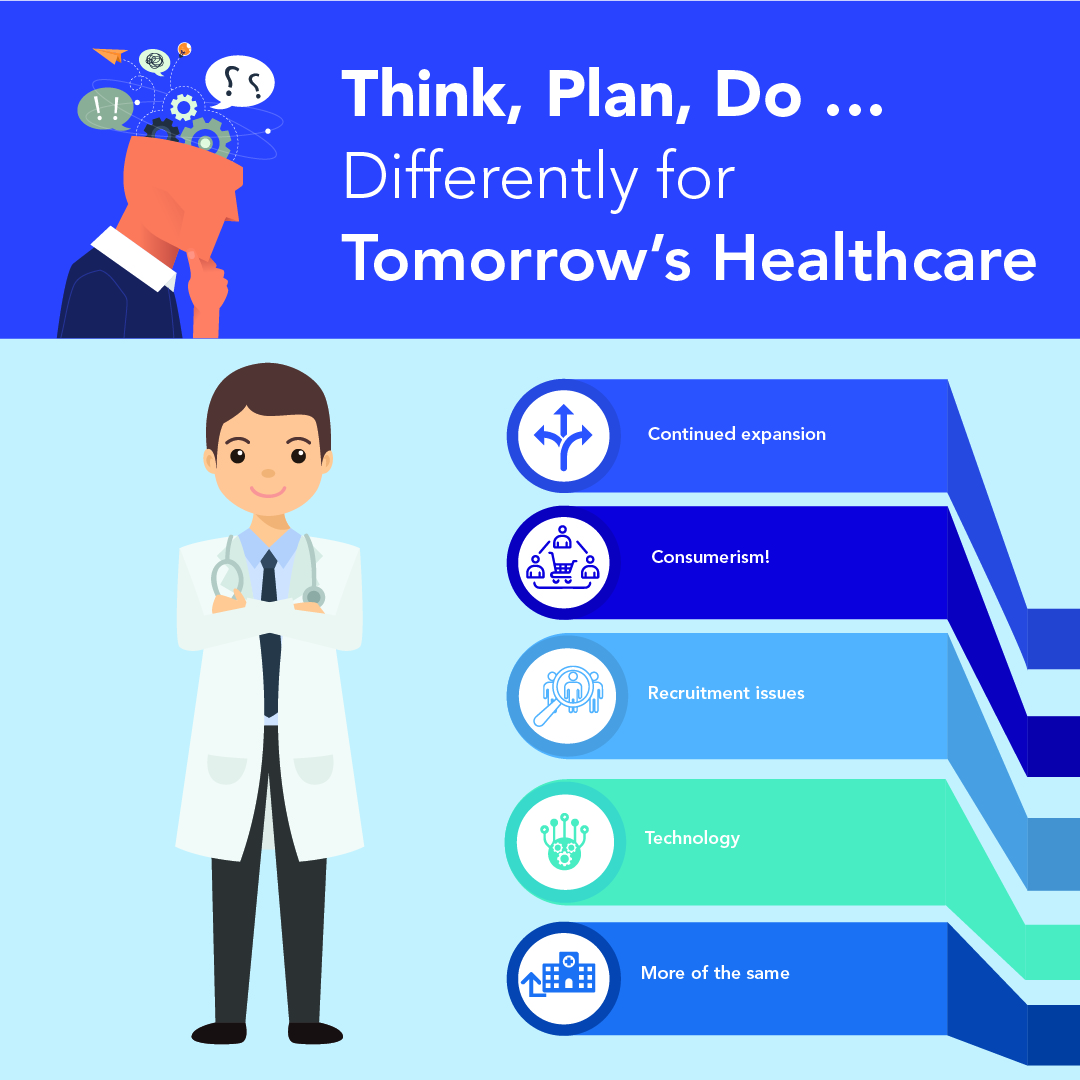 !!
??
Think, Plan, Do ...
Differently for
Tomorrow’s Healthcare
Continued expansion
Consumerism!
Recruitment issues
Technology
More of the same